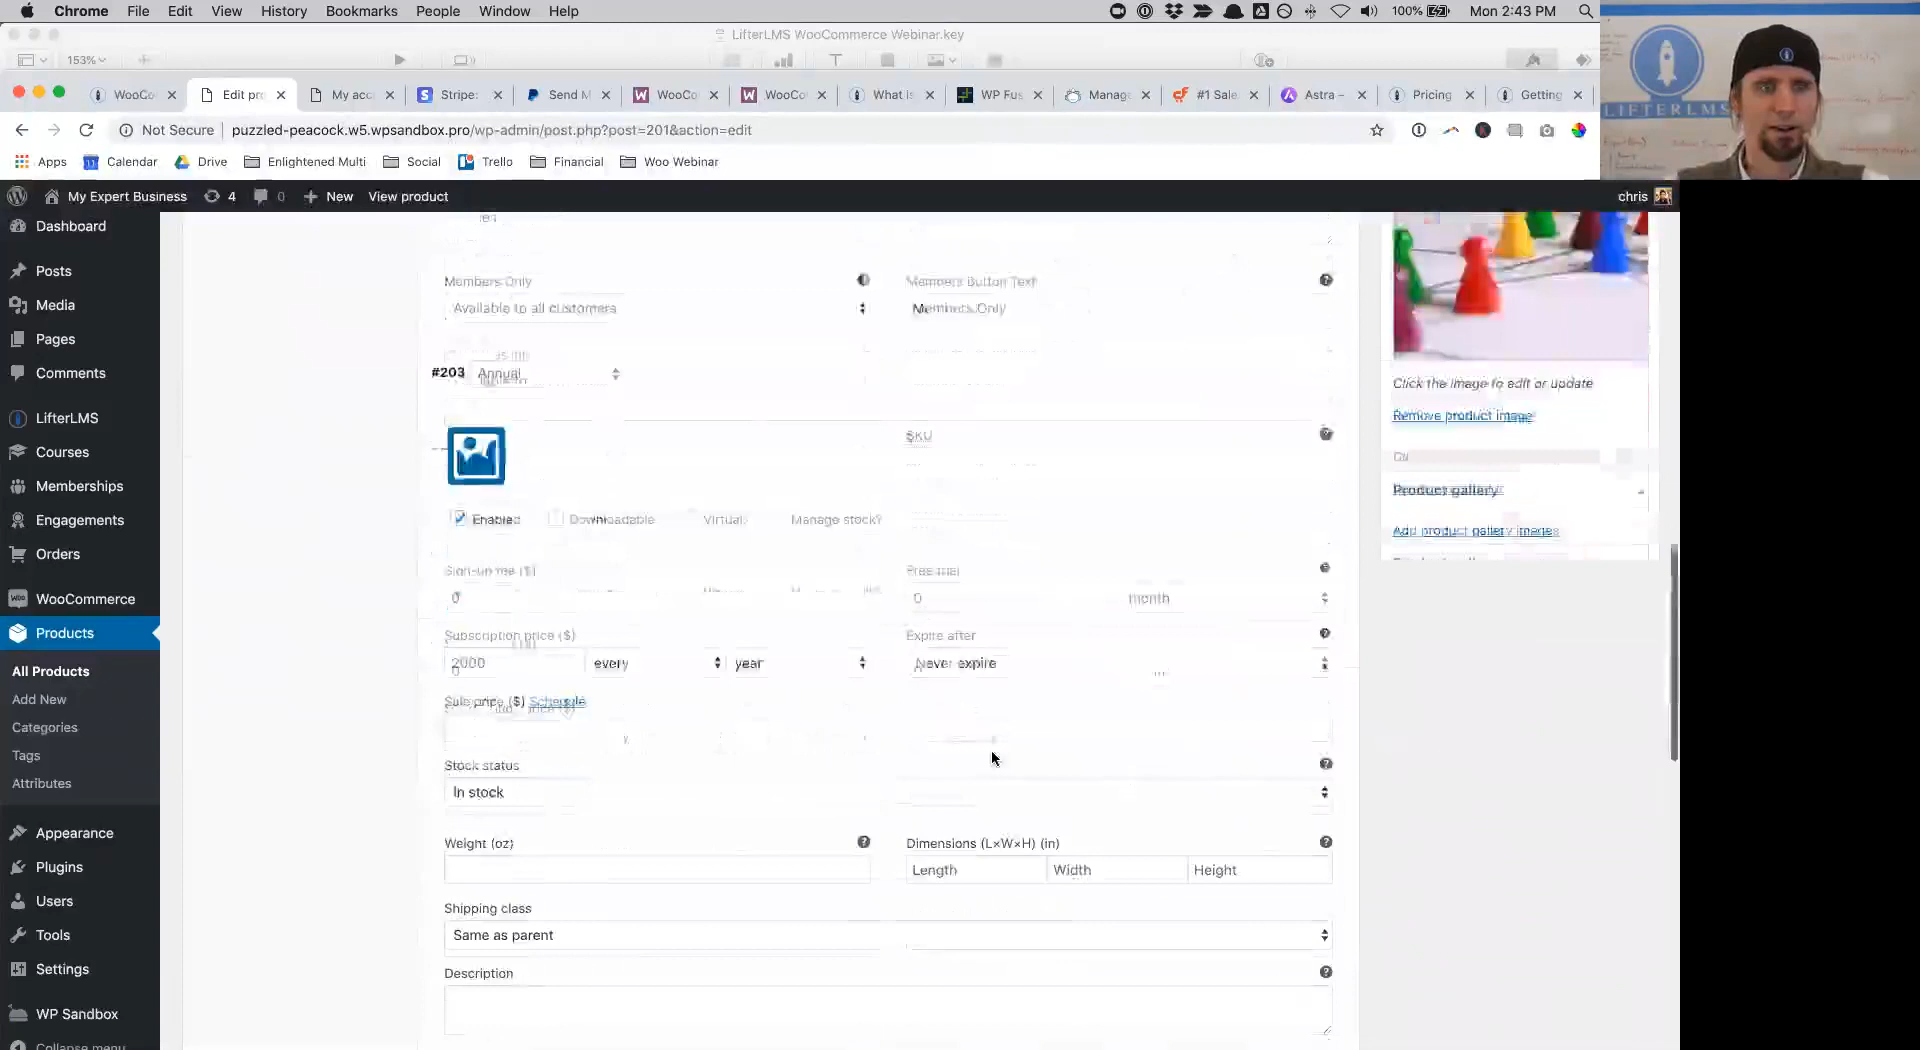 Chrome File Edit View History Bookmarks People Window Help 100% Mon 2:43 PM
LifterLMS WooCommerce Webinar.key
153%
WooCo Edit pro My acc Stripe: Send M WooCo WooCo What is WP Fus Manage #1 Sale Astra – Pricing Getting
Not Secure puzzled-peacock.w5.wpsandbox.pro/wp-admin/post.php?post=201&action=edit
Apps Calendar Drive Enlightened Multi Social Trello Financial Woo Webinar
LIFTERLMS
My Expert Business 4 0 New View product chris
Dashboard
Posts
Media
Pages
Comments
LifterLMS
Courses
Memberships
Engagements
Orders
WooCommerce
Products
All Products
Add New
Categories
Tags
Attributes
Appearance
Plugins
Users
Tools
Settings
WP Sandbox
Collapse menu
Members Only Members Button Text
Available to all customers Members Only
#203 Annual
SKU
Enabled Downloadable Virtual Manage stock?
Sign-up fee ($) Free trial
0 0 month
Subscription price ($) Expire after
2000 every year Never expire
Sale price ($) Schedule
Stock status
In stock
Weight (oz) Dimensions (L×W×H) (in)
Length Width Height
Shipping class
Same as parent
Description
Click the image to edit or update
Remove product image
Product gallery
Add product gallery images